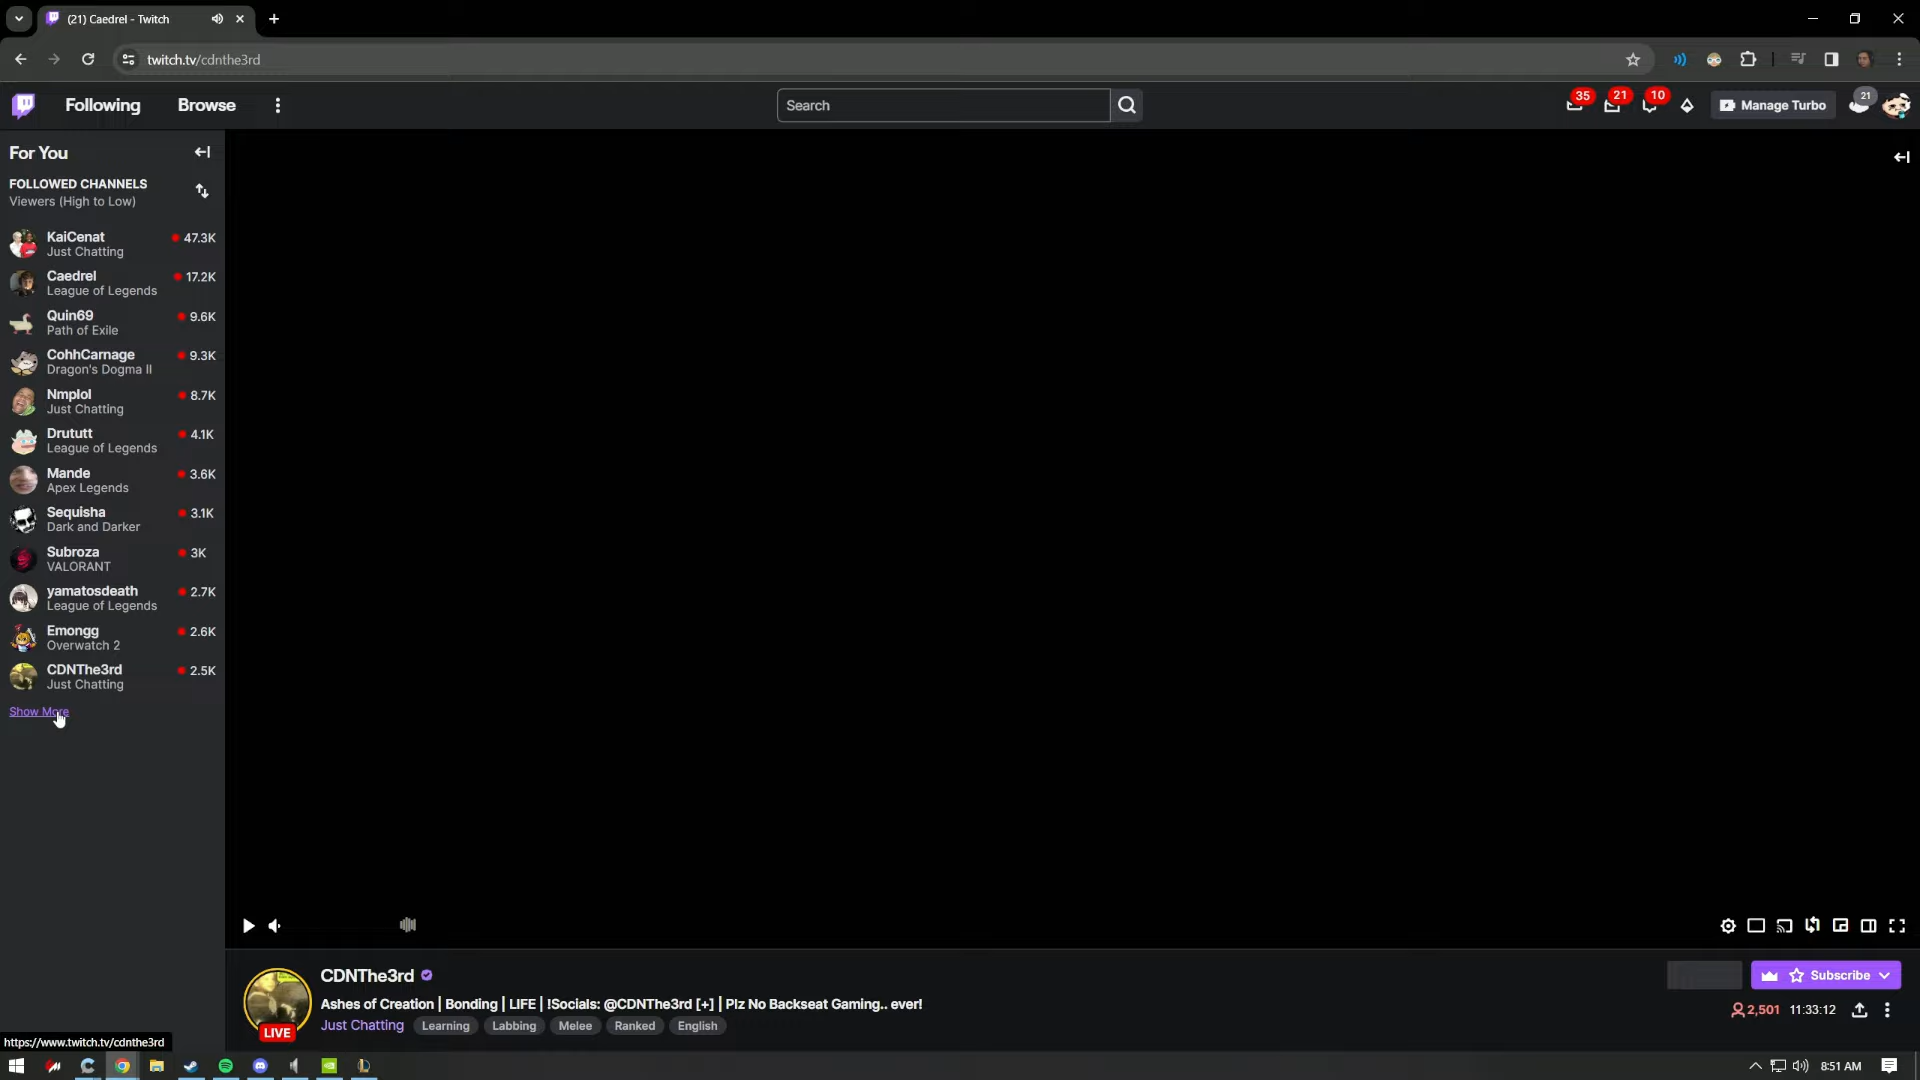 (21) Caedrel - Twitch
twitch.tv/cdnthe3rd
Following
Browse
Search
35
21
10
Manage Turbo
21
For You
FOLLOWED CHANNELS
Viewers (High to Low)
KaiCenat 47.3K
Just Chatting
Caedrel 17.2K
League of Legends
Quin69 9.6K
Path of Exile
CohhCarnage 9.3K
Dragon's Dogma II
Nmplol 8.7K
Just Chatting
Drututt 4.1K
League of Legends
Mande 3.6K
Apex Legends
Sequisha 3.1K
Dark and Darker
Subroza 3K
VALORANT
yamatosdeath 2.7K
League of Legends
Emongg 2.6K
Overwatch 2
CDNThe3rd 2.5K
Just Chatting
Show More
CDNThe3rd
Subscribe
Ashes of Creation | Bonding | LIFE | !Socials: @CDNThe3rd [+] | Plz No Backseat Gaming.. ever!
2,501 11:33:12
Just Chatting Learning Labbing Melee Ranked English
LIVE
https://www.twitch.tv/cdnthe3rd
8:51 AM